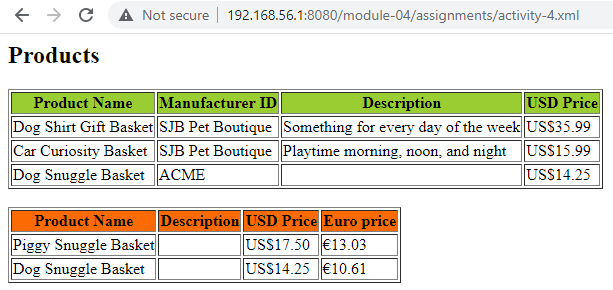 Not secure | 192.168.56.1:8080/module-04/assignments/activity-4.xml
Products
Product Name Manufacturer ID Description USD Price
Dog Shirt Gift Basket SJB Pet Boutique Something for every day of the week US$35.99
Car Curiosity Basket SJB Pet Boutique Playtime morning, noon, and night US$15.99
Dog Snuggle Basket ACME US$14.25
Product Name Description USD Price Euro price
Piggy Snuggle Basket US$17.50 €13.03
Dog Snuggle Basket US$14.25 €10.61